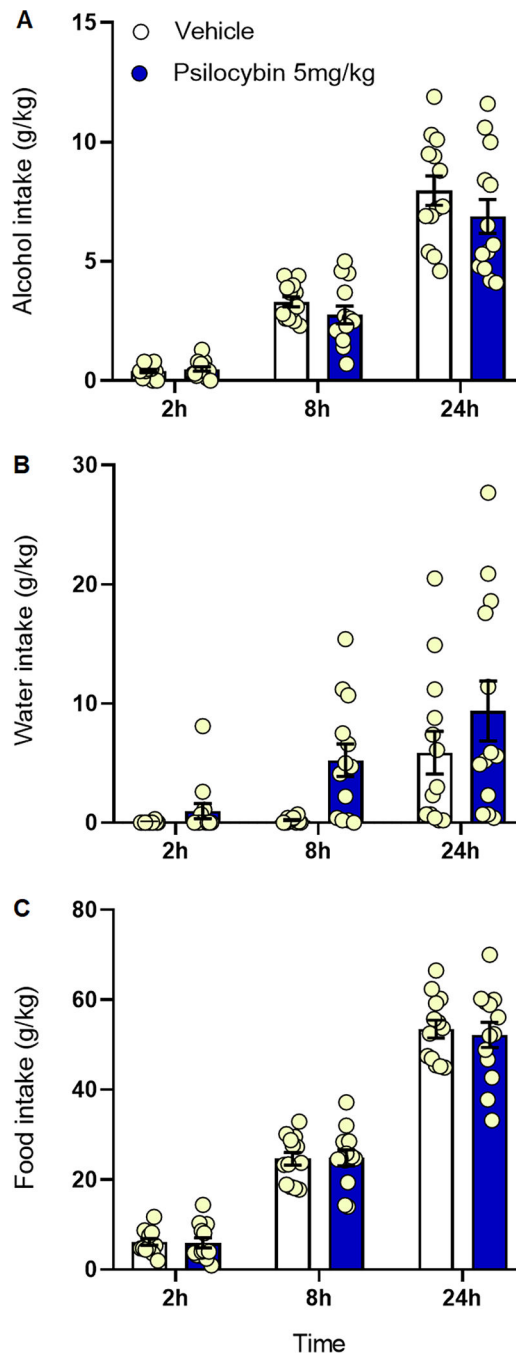 A
Alcohol intake (g/kg)
15
10
5
0
Vehicle
Psilocybin 5mg/kg
2h
8h
24h
B
Water intake (g/kg)
30
20
10
0
2h
8h
24h
C
Food intake (g/kg)
80
60
40
20
0
2h
8h
24h
Time